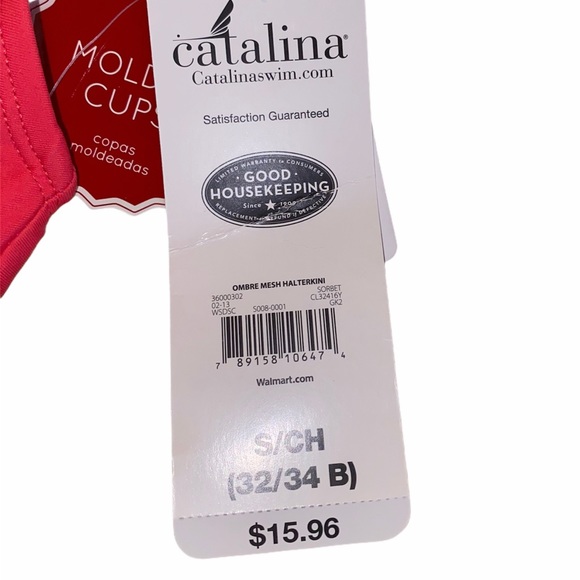 MOLD
CUPS
copas
moldeadas
catalina®
Catalinaswim.com
Satisfaction Guaranteed
LIMITED WARRANTY to CONSUMERS
GOOD
HOUSEKEEPING
Since ★ 1909
REPLACEMENT or REFUND if DEFECTIVE
OMBRE MESH HALTERKINI
36000302 SORBET
02-13 CL32416Y
WSDSC 5008-0001 GK2
7 89158 10647 4
Walmart.com
S/CH
(32/34 B)
$15.96